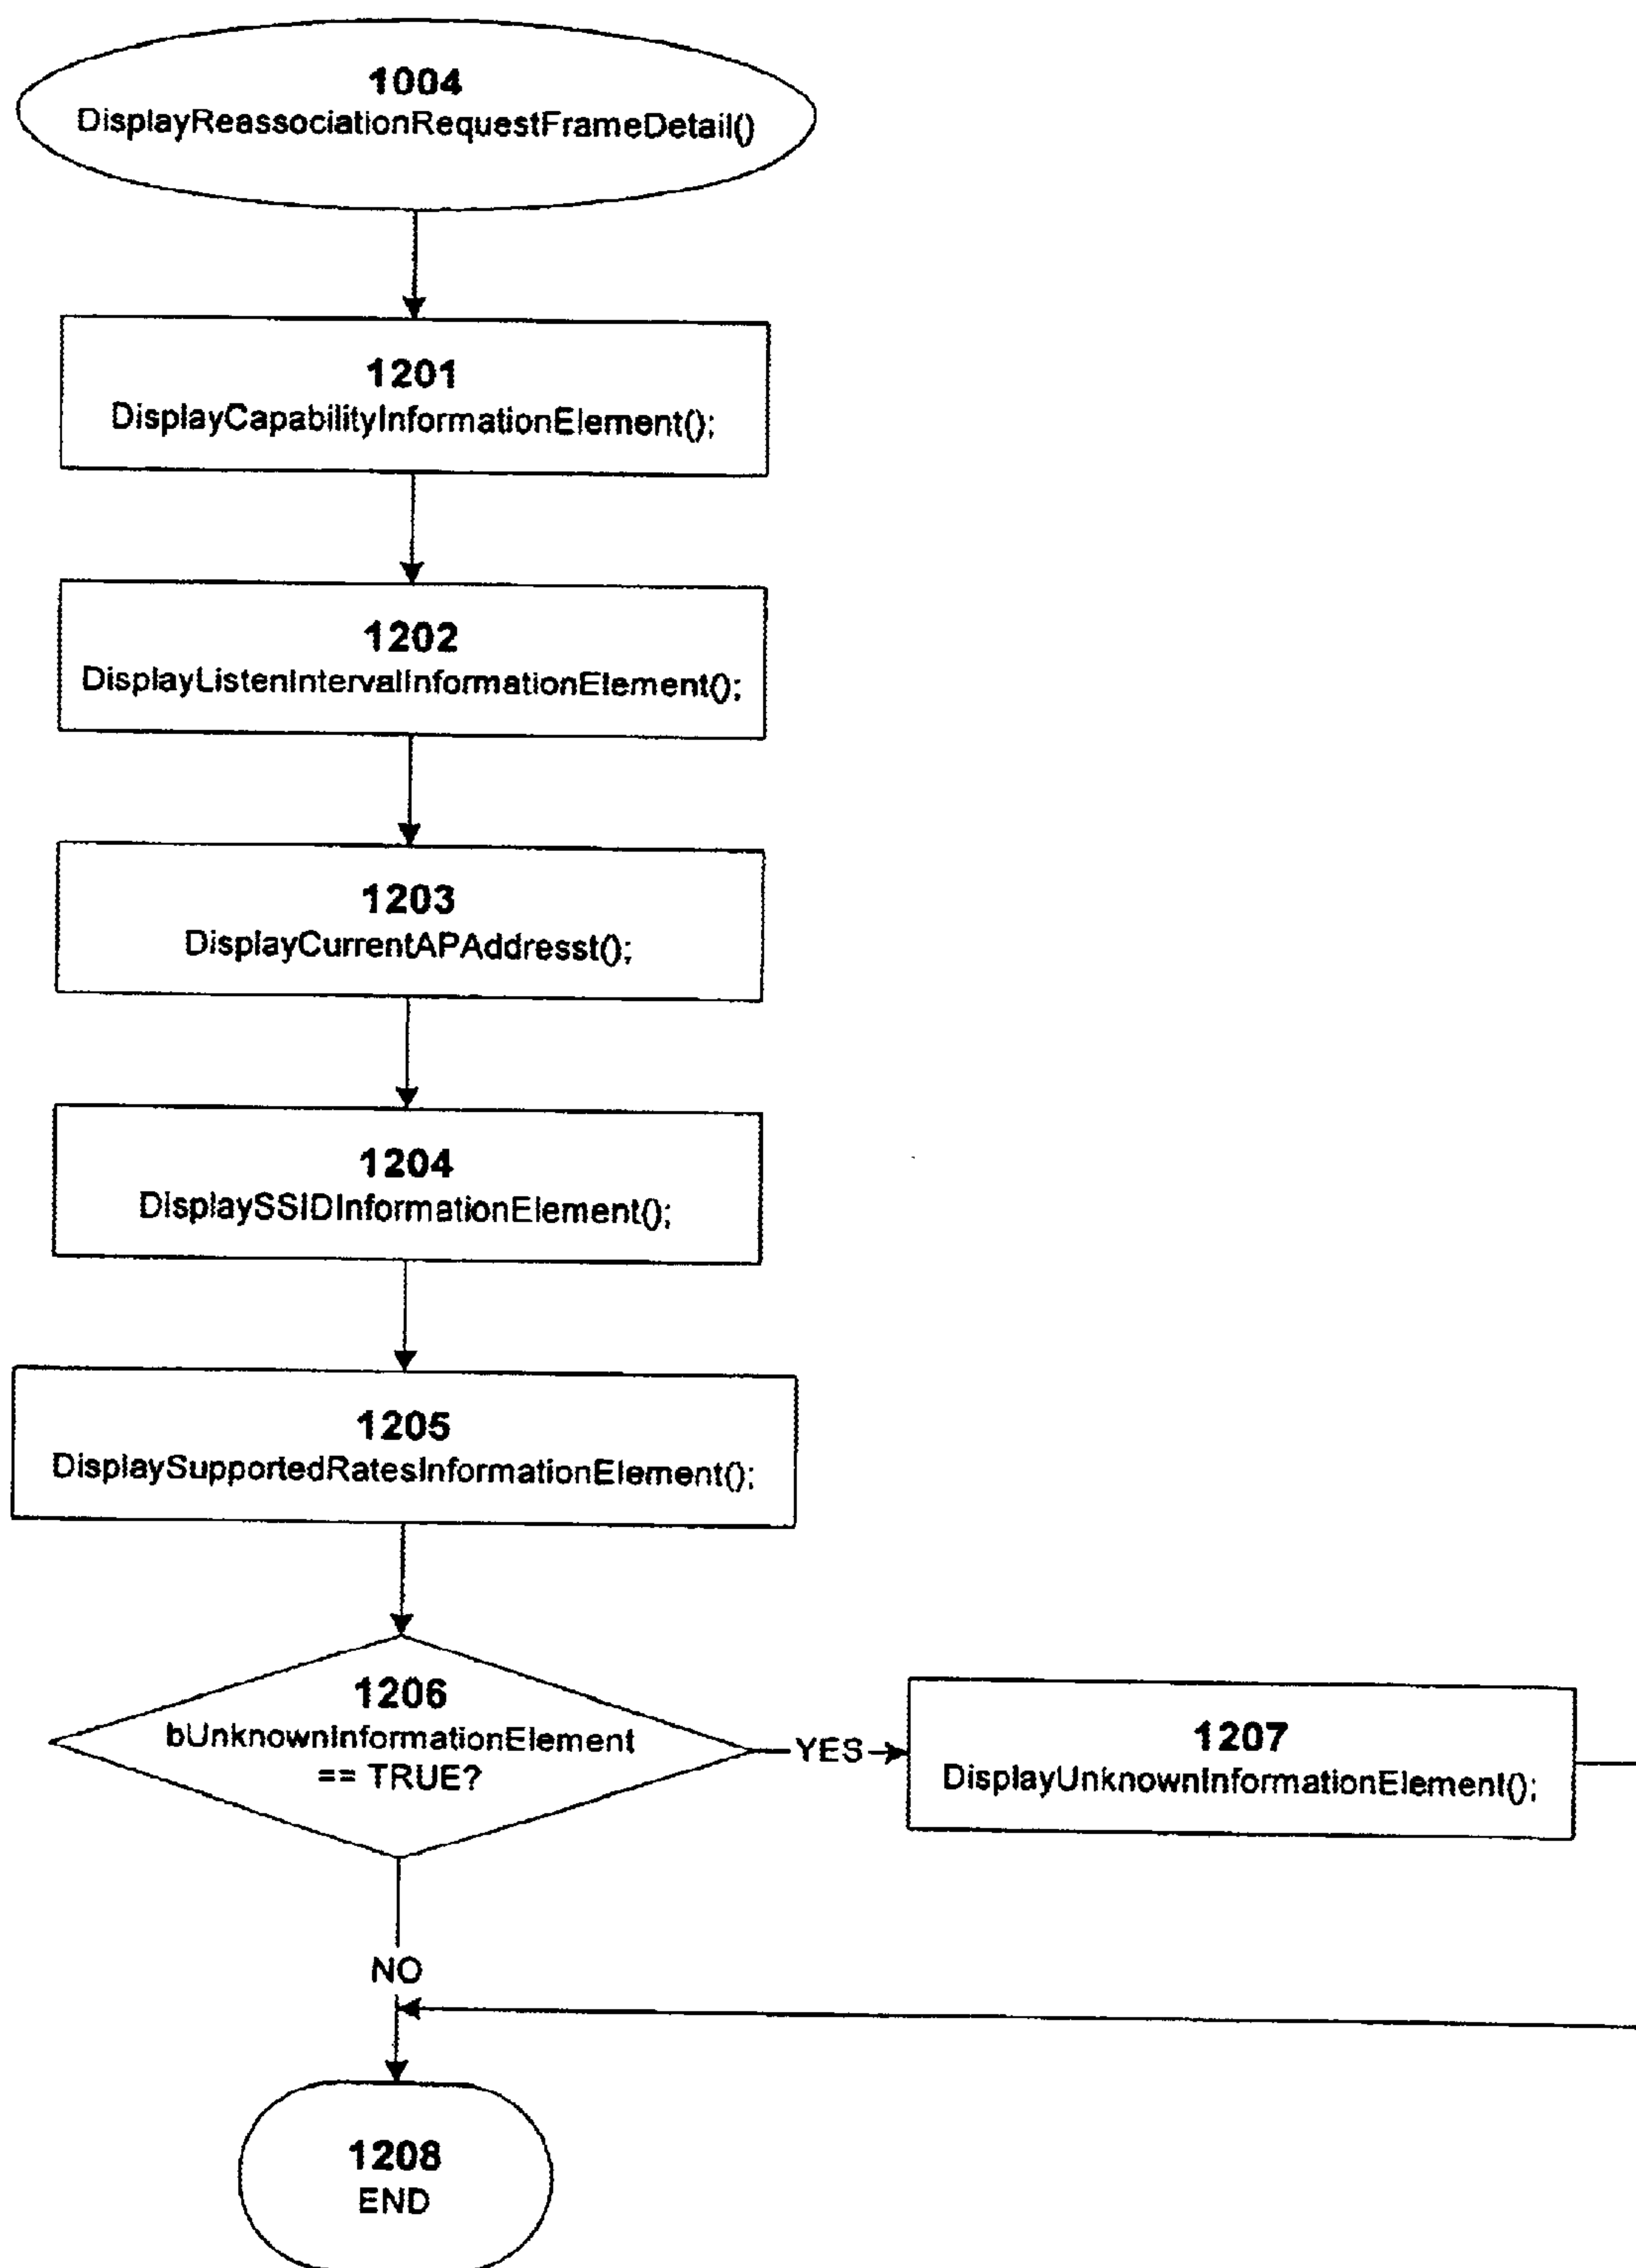 1004
DisplayReassociationRequestFrameDetail()
1201
DisplayCapabilityInformationElement();
1202
DisplayListenIntervalInformationElement();
1203
DisplayCurrentAPAddresst();
1204
DisplaySSIDInformationElement();
1205
DisplaySupportedRatesInformationElement();
1206
bUnknownInformationElement
== TRUE?
YES
1207
DisplayUnknownInformationElement();
NO
1208
END